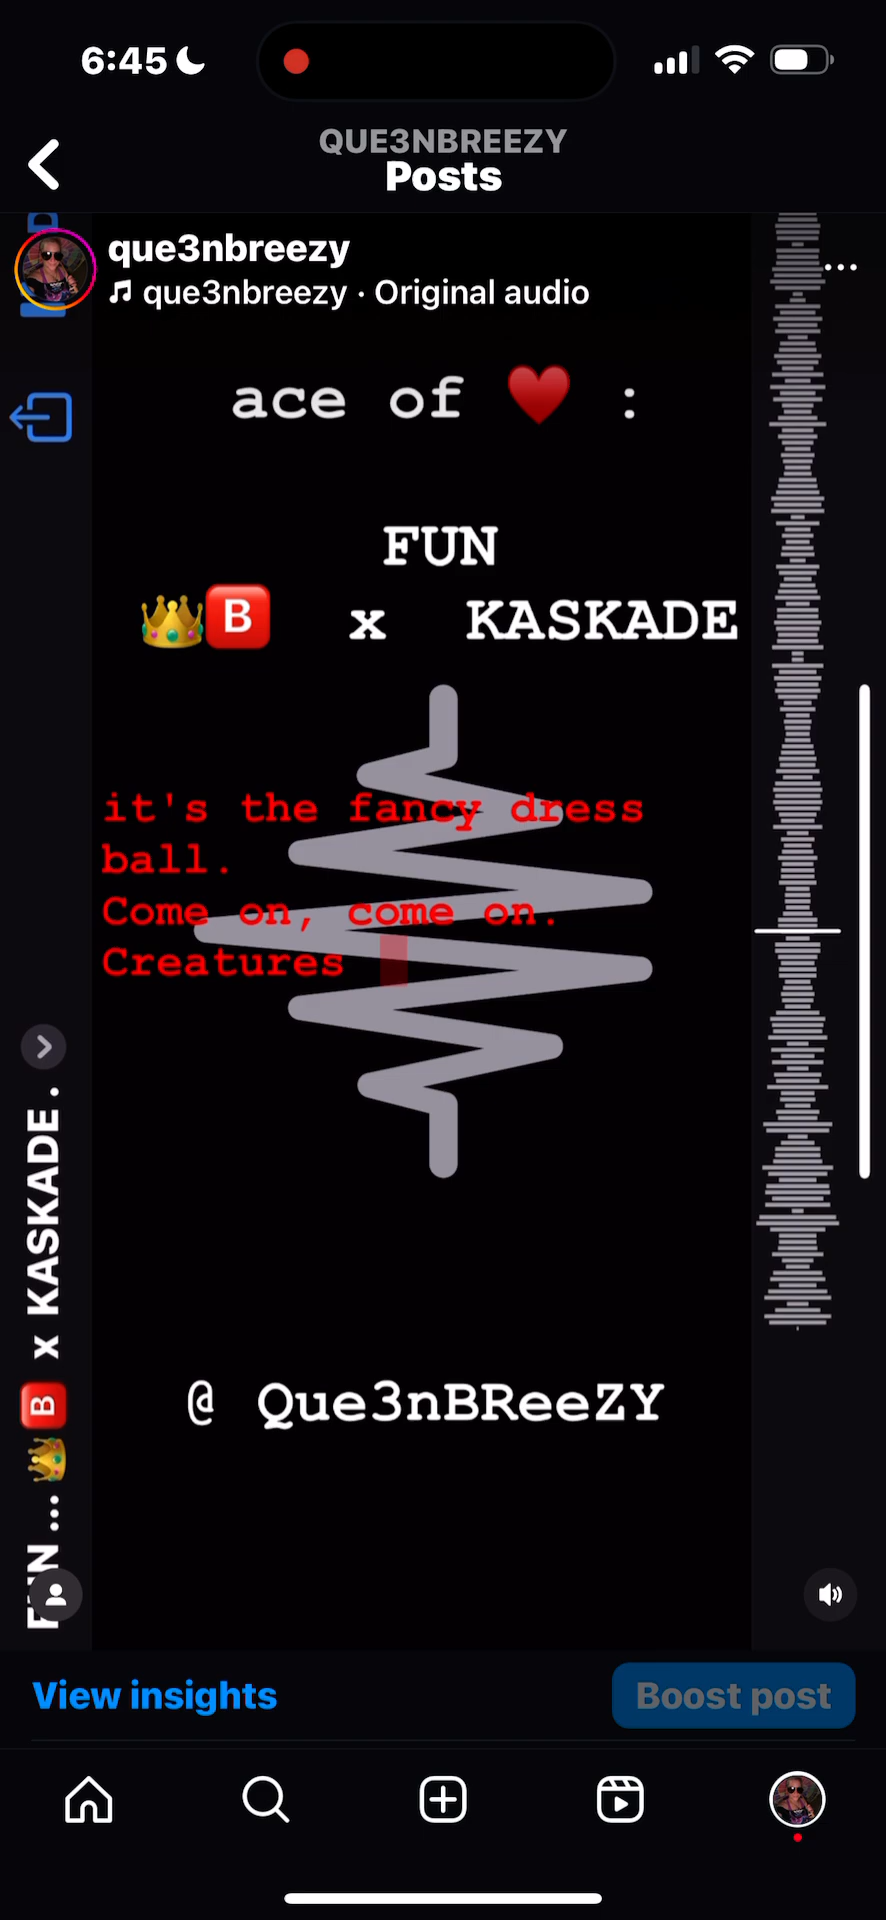 6:45
QUE3NBREEZY
Posts
que3nbreezy
que3nbreezy · Original audio
ace of ♥️ :
FUN
👑🅱️ x KASKADE
it's the fancy dress
ball.
Come on, come on.
Creatures
@ Que3nBReeZY
... 👑🅱️ x KASKADE.
View insights
Boost post